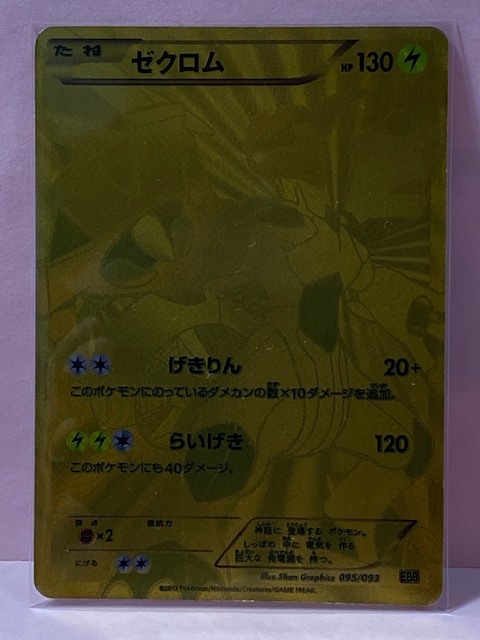 たね ゼクロム HP 130
げきりん 20+
このポケモンにのっているダメカンの数×10ダメージを追加。
らいげき 120
このポケモンにも40ダメージ。
弱点 抵抗力
×2
にげる
神話に 登場する ポケモン。
しっぽの 中に 電気を 作る
巨大な 発電器を 持つ。
Illus. 5ban Graphics 095/093 EBB
©2013 Pokémon/Nintendo/Creatures/GAME FREAK.